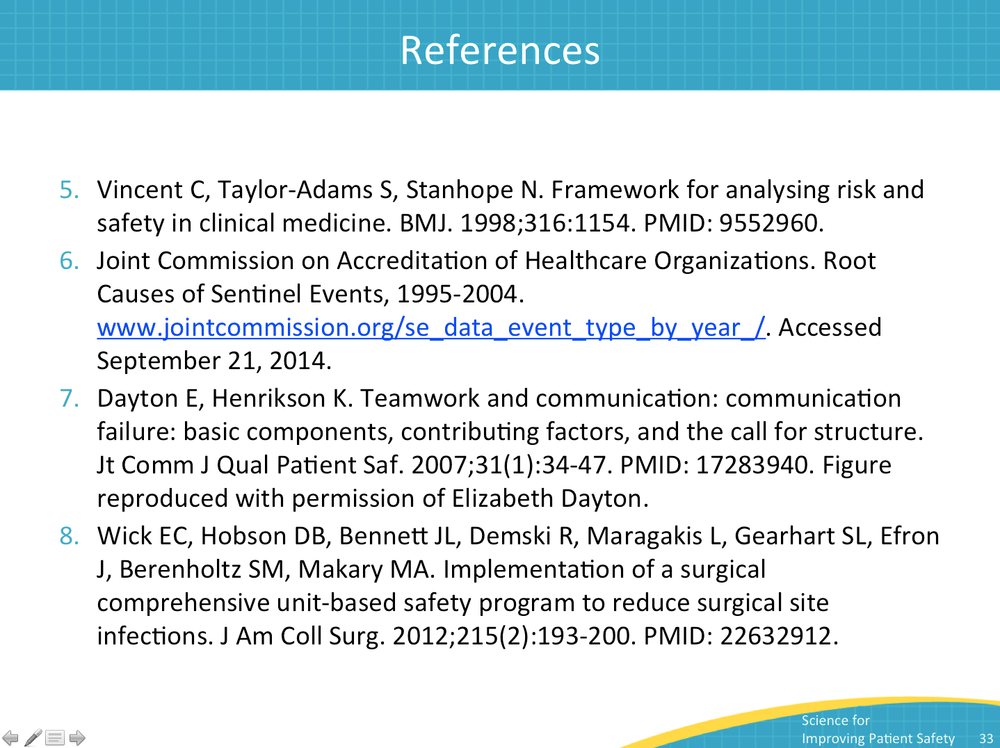 References
5. Vincent C, Taylor-Adams S, Stanhope N. Framework for analysing risk and
safety in clinical medicine. BMJ. 1998;316:1154. PMID: 9552960.
6. Joint Commission on Accreditation of Healthcare Organizations. Root
Causes of Sentinel Events, 1995-2004.
www.jointcommission.org/se_data_event_type_by_year_/. Accessed
September 21, 2014.
7. Dayton E, Henrikson K. Teamwork and communication: communication
failure: basic components, contributing factors, and the call for structure.
Jt Comm J Qual Patient Saf. 2007;31(1):34-47. PMID: 17283940. Figure
reproduced with permission of Elizabeth Dayton.
8. Wick EC, Hobson DB, Bennett JL, Demski R, Maragakis L, Gearhart SL, Efron
J, Berenholtz SM, Makary MA. Implementation of a surgical
comprehensive unit-based safety program to reduce surgical site
infections. J Am Coll Surg. 2012;215(2):193-200. PMID: 22632912.
Science for
Improving Patient Safety 33